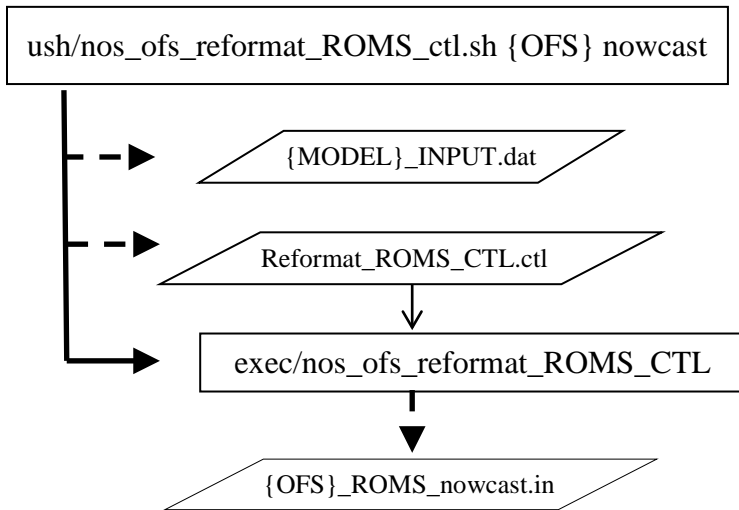 ush/nos_ofs_reformat_ROMS_ctl.sh {OFS} nowcast
{MODEL}_INPUT.dat
Reformat_ROMS_CTL.ctl
exec/nos_ofs_reformat_ROMS_CTL
{OFS}_ROMS_nowcast.in